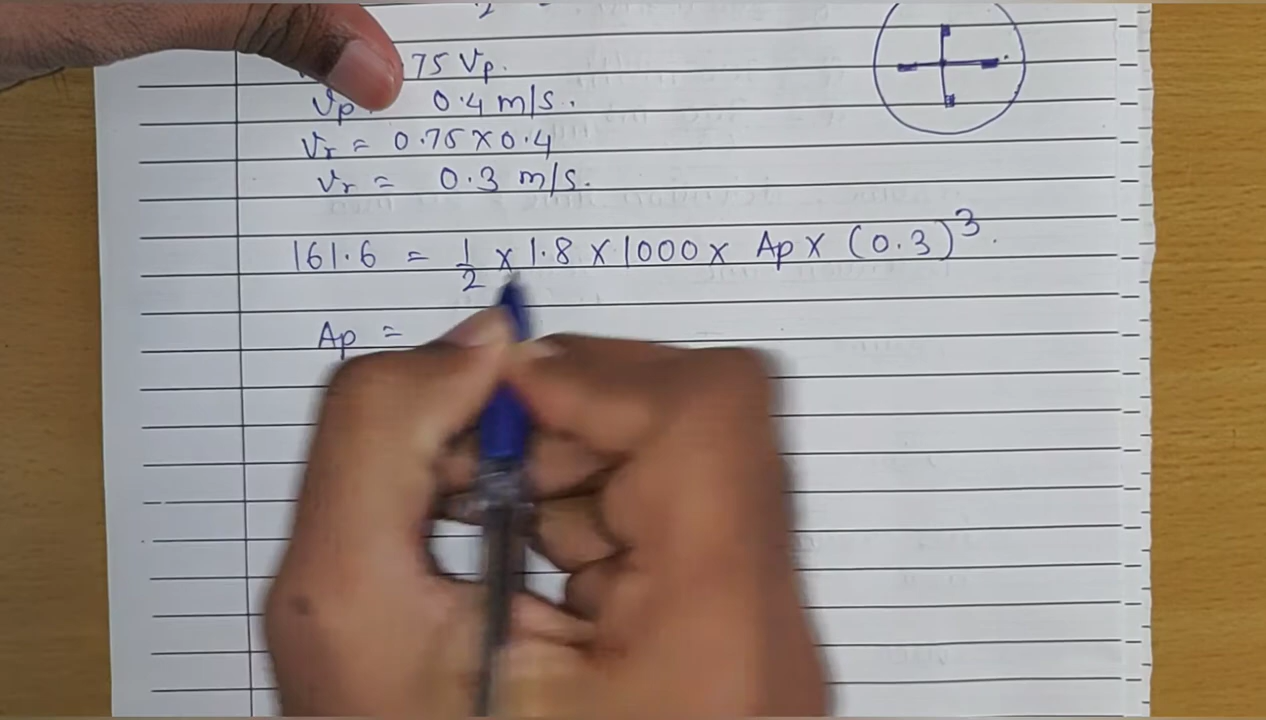 2
75 Vp.
Vp 0.4 m/s.
Vr = 0.75 X 0.4
Vr = 0.3 m/s.
161.6 = 1/2 X 1.8 X 1000 X Ap X (0.3)^3.
Ap =